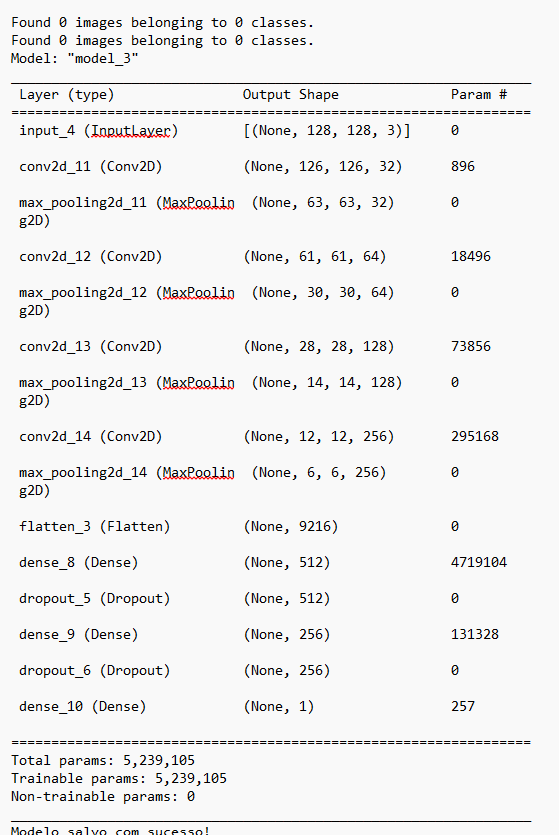 Found 0 images belonging to 0 classes.
Found 0 images belonging to 0 classes.
Model: "model_3"
_________________________________________________________________
Layer (type) Output Shape Param #
=================================================================
input_4 (InputLayer) [(None, 128, 128, 3)] 0
conv2d_11 (Conv2D) (None, 126, 126, 32) 896
max_pooling2d_11 (MaxPoolin (None, 63, 63, 32) 0
g2D)
conv2d_12 (Conv2D) (None, 61, 61, 64) 18496
max_pooling2d_12 (MaxPoolin (None, 30, 30, 64) 0
g2D)
conv2d_13 (Conv2D) (None, 28, 28, 128) 73856
max_pooling2d_13 (MaxPoolin (None, 14, 14, 128) 0
g2D)
conv2d_14 (Conv2D) (None, 12, 12, 256) 295168
max_pooling2d_14 (MaxPoolin (None, 6, 6, 256) 0
g2D)
flatten_3 (Flatten) (None, 9216) 0
dense_8 (Dense) (None, 512) 4719104
dropout_5 (Dropout) (None, 512) 0
dense_9 (Dense) (None, 256) 131328
dropout_6 (Dropout) (None, 256) 0
dense_10 (Dense) (None, 1) 257
=================================================================
Total params: 5,239,105
Trainable params: 5,239,105
Non-trainable params: 0
_________________________________________________________________
Modelo salvo com sucesso!